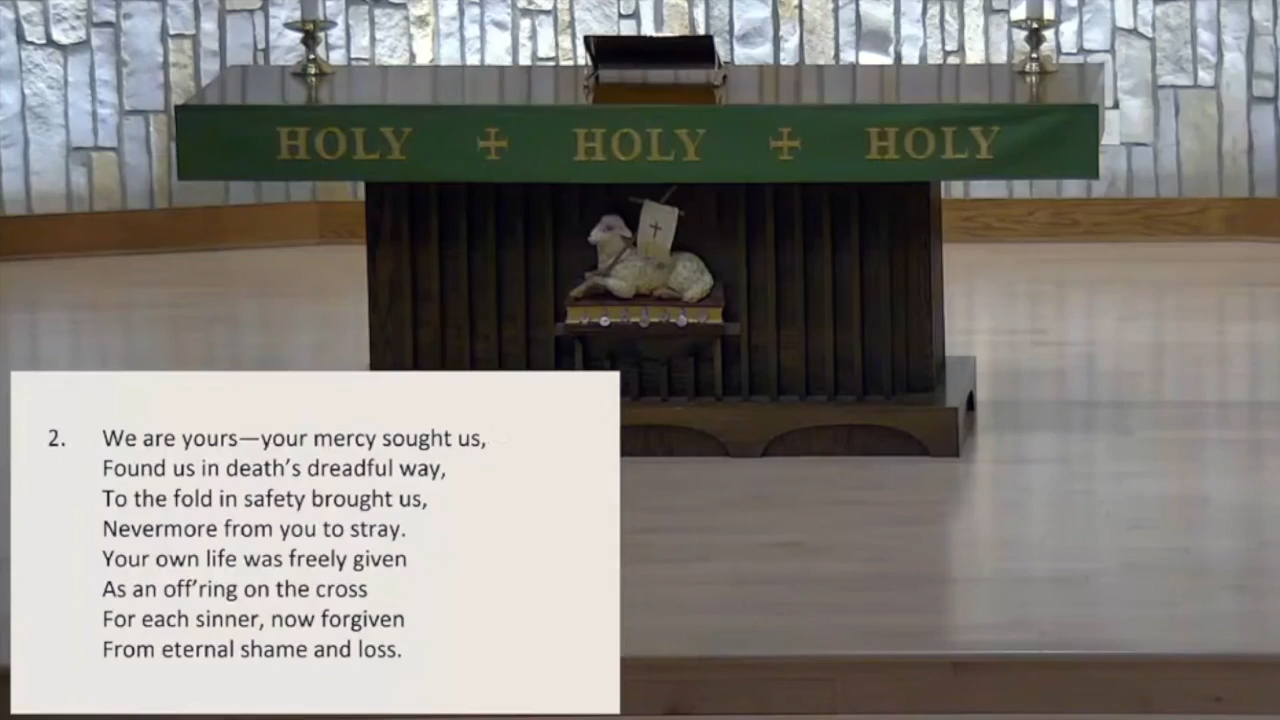 HOLY HOLY HOLY
2. We are yours—your mercy sought us,
Found us in death's dreadful way,
To the fold in safety brought us,
Nevermore from you to stray.
Your own life was freely given
As an off'ring on the cross
For each sinner, now forgiven
From eternal shame and loss.